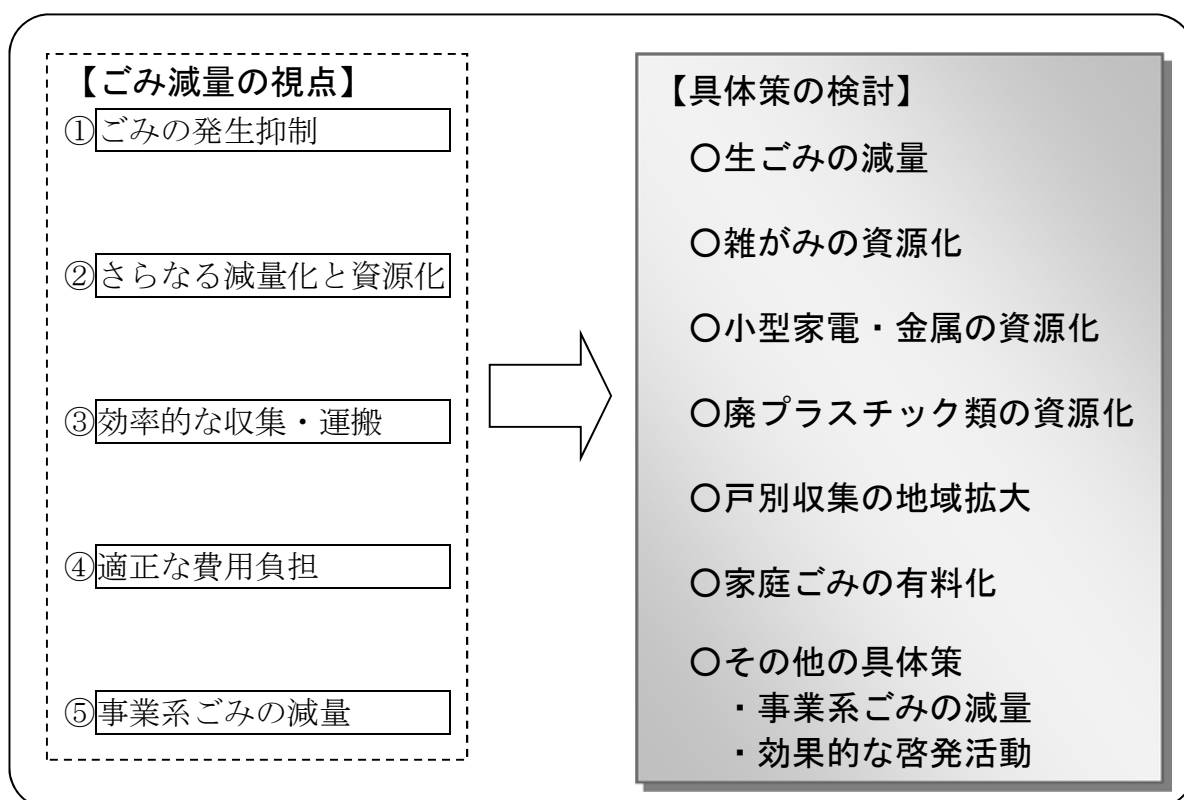 【ごみ減量の視点】
①ごみの発生抑制
②さらなる減量化と資源化
③効率的な収集・運搬
④適正な費用負担
⑤事業系ごみの減量
【具体策の検討】
〇生ごみの減量
〇雑がみの資源化
〇小型家電・金属の資源化
〇廃プラスチック類の資源化
〇戸別収集の地域拡大
〇家庭ごみの有料化
〇その他の具体策
・事業系ごみの減量
・効果的な啓発活動